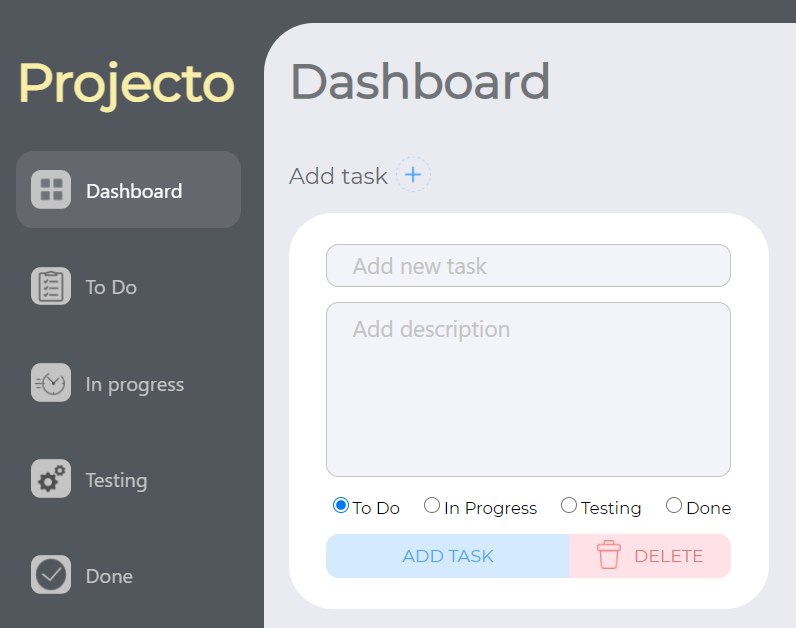 Projecto
Dashboard
To Do
In progress
Testing
Done
Dashboard
Add task +
Add new task
Add description
To Do In Progress Testing Done
ADD TASK DELETE